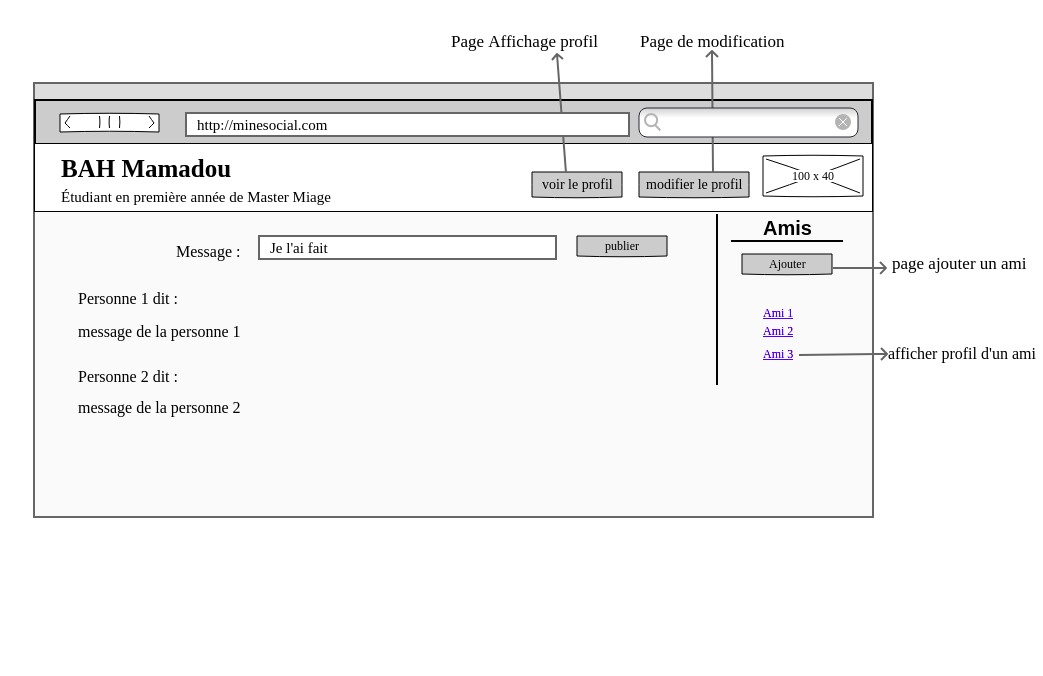 Page Affichage profil
Page de modification
http://minesocial.com
BAH Mamadou
Étudiant en première année de Master Miage
voir le profil
modifier le profil
100 x 40
Message :
Je l'ai fait
publier
Amis
Ajouter
page ajouter un ami
Personne 1 dit :
message de la personne 1
Personne 2 dit :
message de la personne 2
Ami 1
Ami 2
Ami 3
afficher profil d'un ami